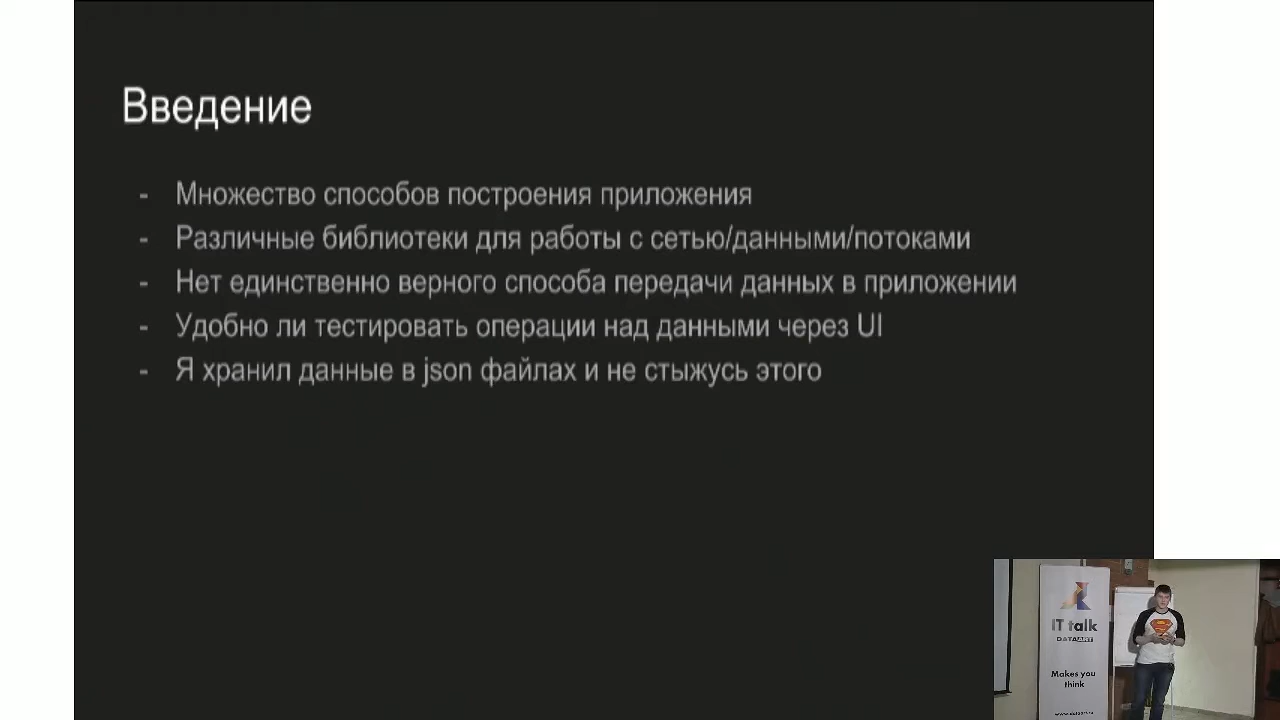 Введение
- Множество способов построения приложения
- Различные библиотеки для работы с сетью/данными/потоками
- Нет единственно верного способа передачи данных в приложении
- Удобно ли тестировать операции над данными через UI
- Я хранил данные в json файлах и не стыжусь этого
IT talk
DATAART
Makes you
think